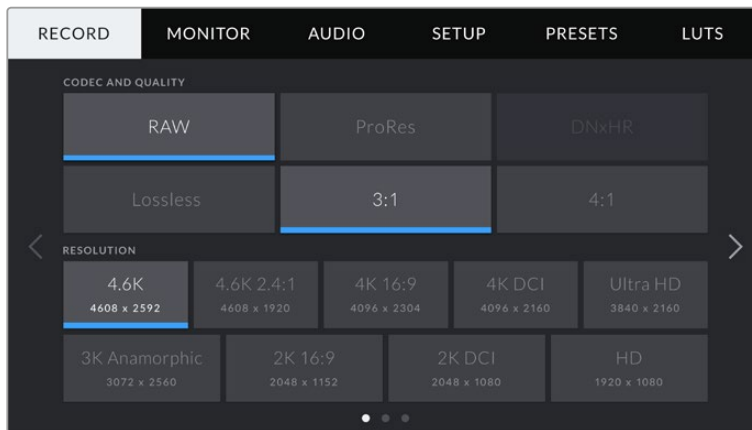 RECORD MONITOR AUDIO SETUP PRESETS LUTS
CODEC AND QUALITY
RAW ProRes DNxHR
Lossless 3:1 4:1
RESOLUTION
4.6K 4.6K 2.4:1 4K 16:9 4K DCI Ultra HD
4608 x 2592 4608 x 1920 4096 x 2304 4096 x 2160 3840 x 2160
3K Anamorphic 2K 16:9 2K DCI HD
3072 x 2560 2048 x 1152 2048 x 1080 1920 x 1080